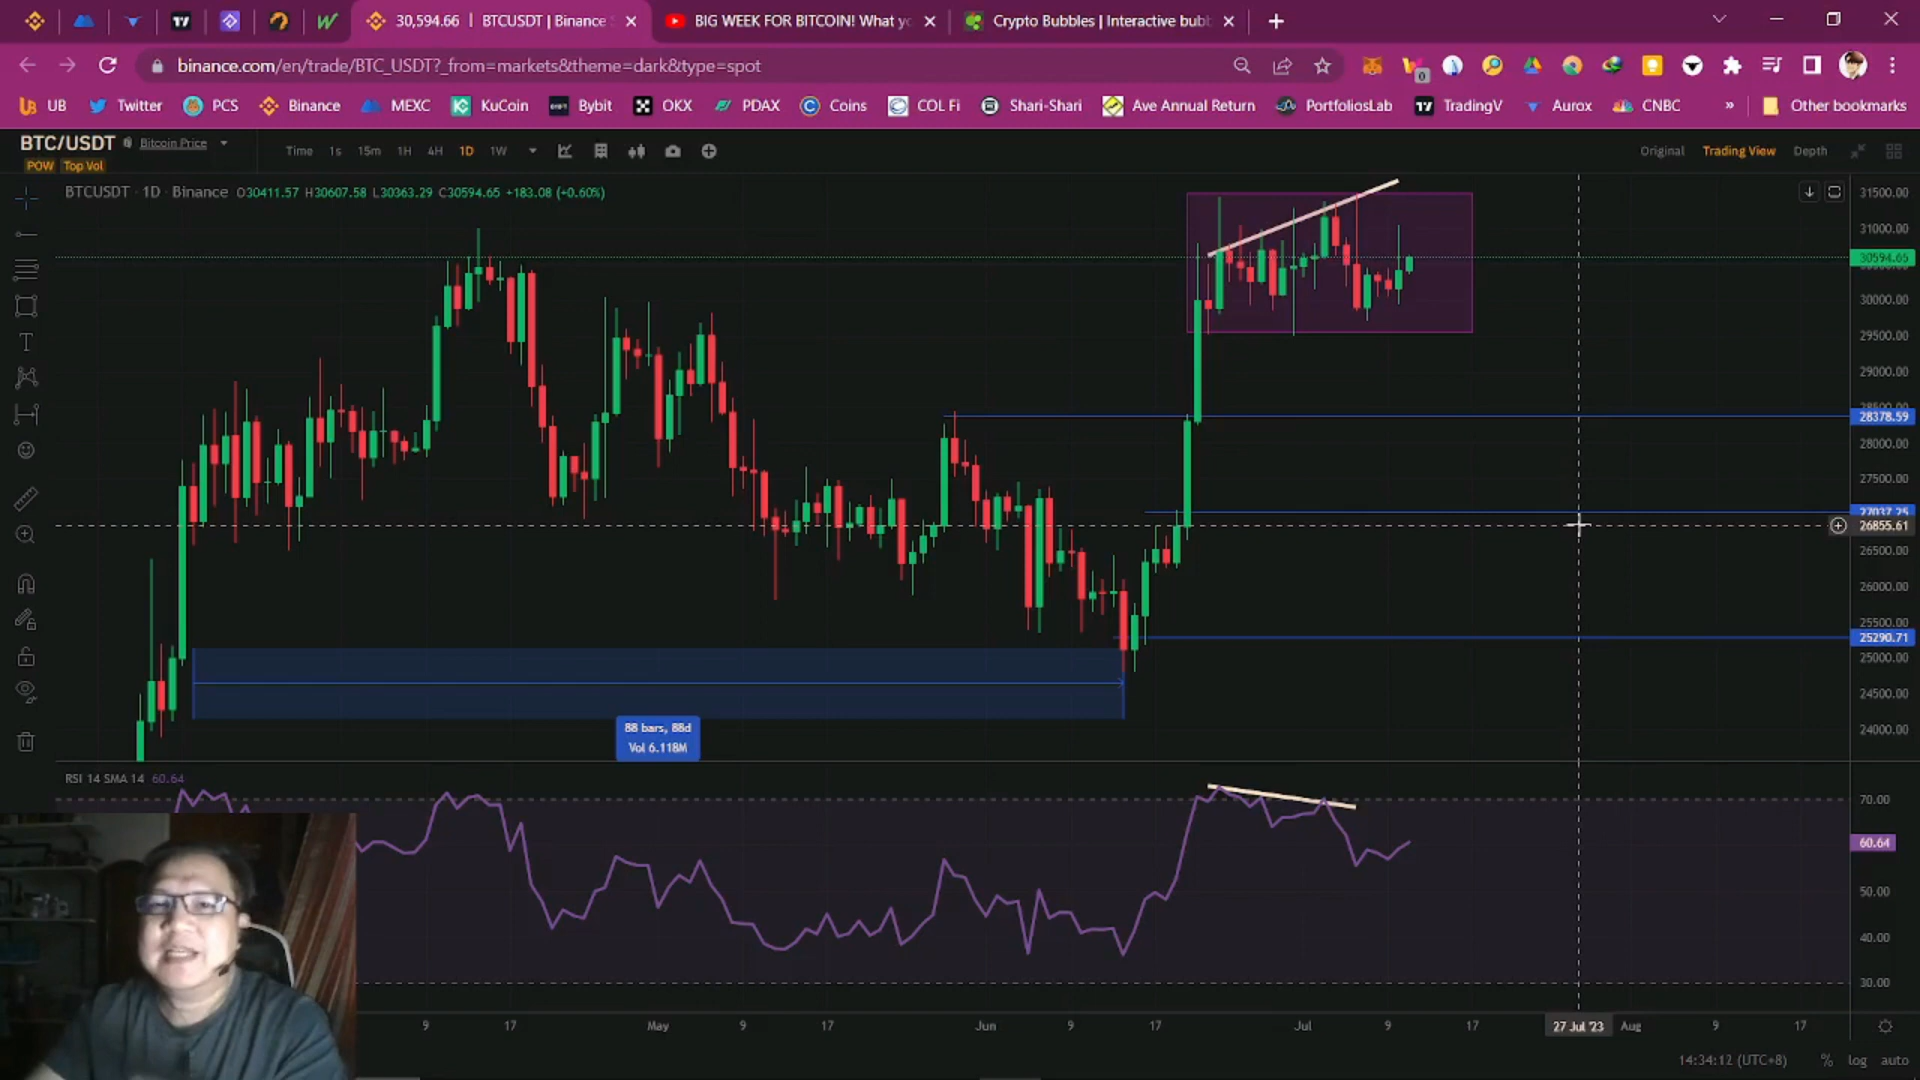 30,594.66 | BTCUSDT | Binance
BIG WEEK FOR BITCOIN! What
Crypto Bubbles | Interactive bubb
binance.com/en/trade/BTC_USDT?_from=markets&theme=dark&type=spot
0
UB
Twitter
PCS
Binance
MEXC
KuCoin
Bybit
OKX
PDAX
Coins
COL Fi
Shari-Shari
Ave Annual Return
PortfoliosLab
TradingV
Aurox
CNBC
»
Other bookmarks
BTC/USDT
Bitcoin Price
POW
Top Vol
Time 1s 15m 1H 4H 1D 1W
Original Trading View Depth
BTCUSDT · 1D · Binance O30411.57 H30607.58 L30363.29 C30594.65 +183.08 (+0.60%)
31500.00
31000.00
30594.65
30000.00
29500.00
29000.00
28378.59
28000.00
27500.00
27037.25
26855.61
26500.00
26000.00
25500.00
25290.71
25000.00
24500.00
24000.00
88 bars, 88d
Vol 6.118M
RSI 14 SMA 14 60.64
70.00
60.64
50.00
40.00
30.00
9 17 May 9 17 Jun 9 17 Jul 9 17 27 Jul '23 Aug 9 17
14:34:12 (UTC+8) % log auto